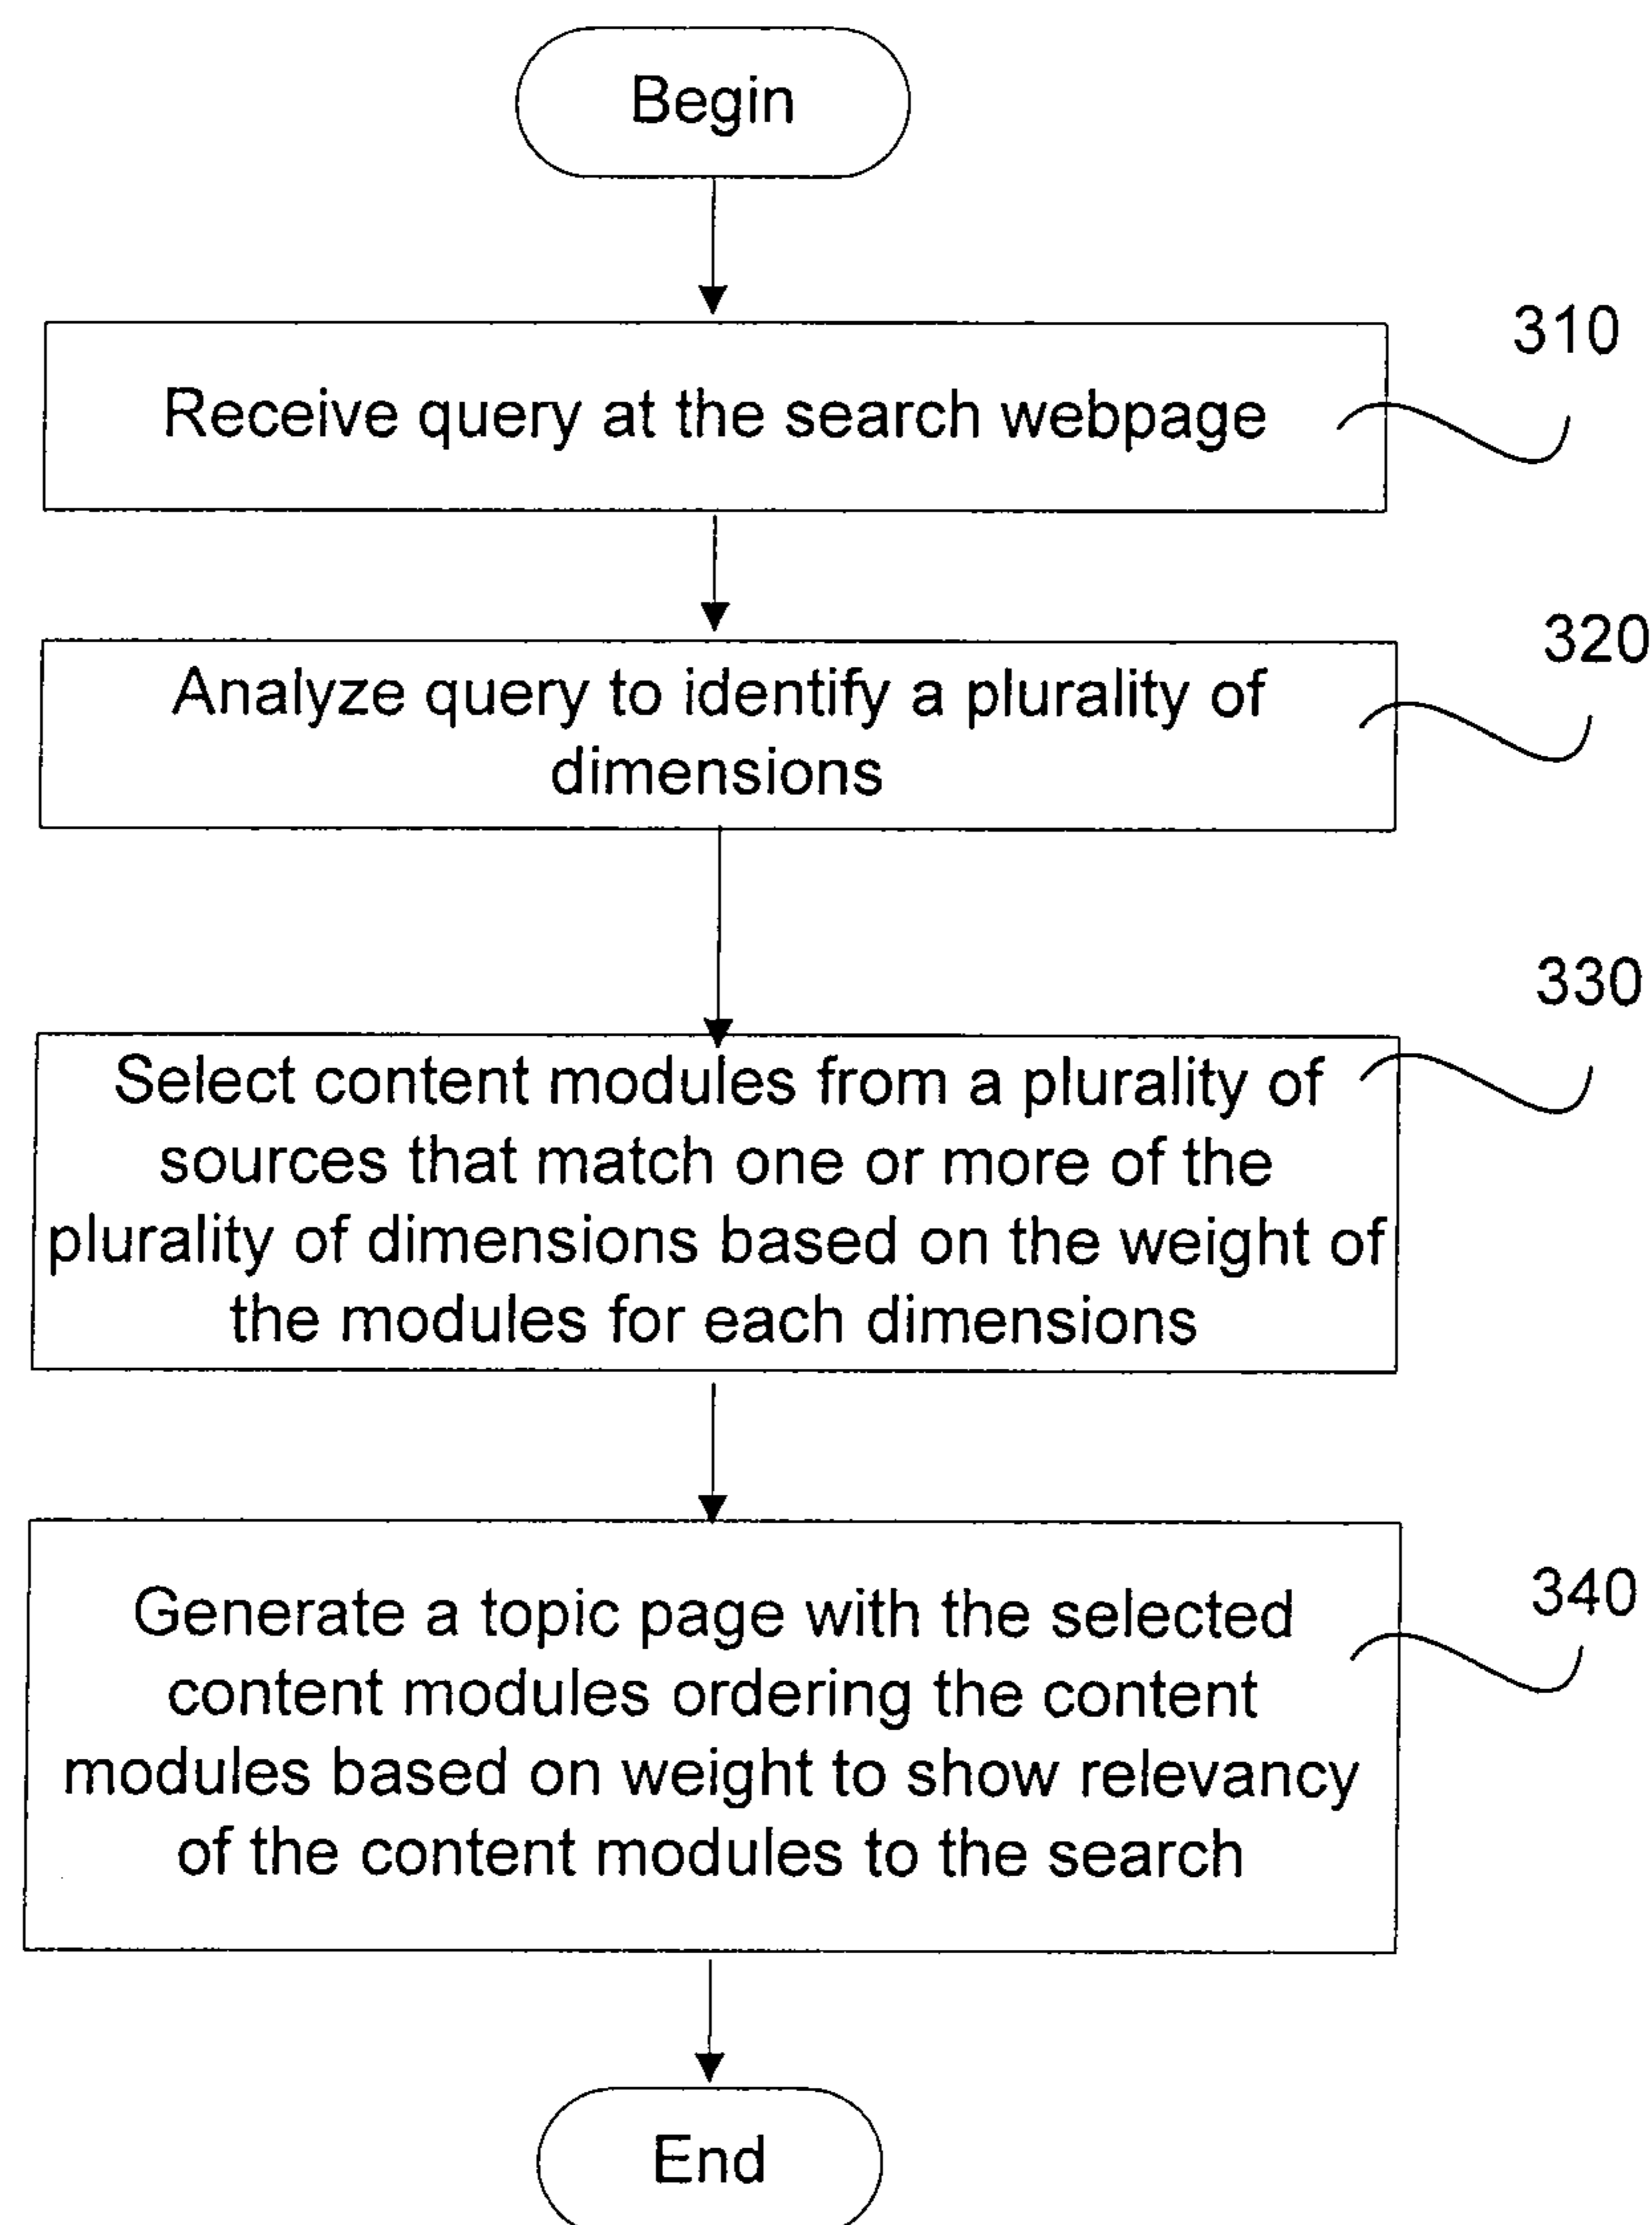 Begin
310
Receive query at the search webpage
320
Analyze query to identify a plurality of
dimensions
330
Select content modules from a plurality of
sources that match one or more of the
plurality of dimensions based on the weight of
the modules for each dimensions
340
Generate a topic page with the selected
content modules ordering the content
modules based on weight to show relevancy
of the content modules to the search
End